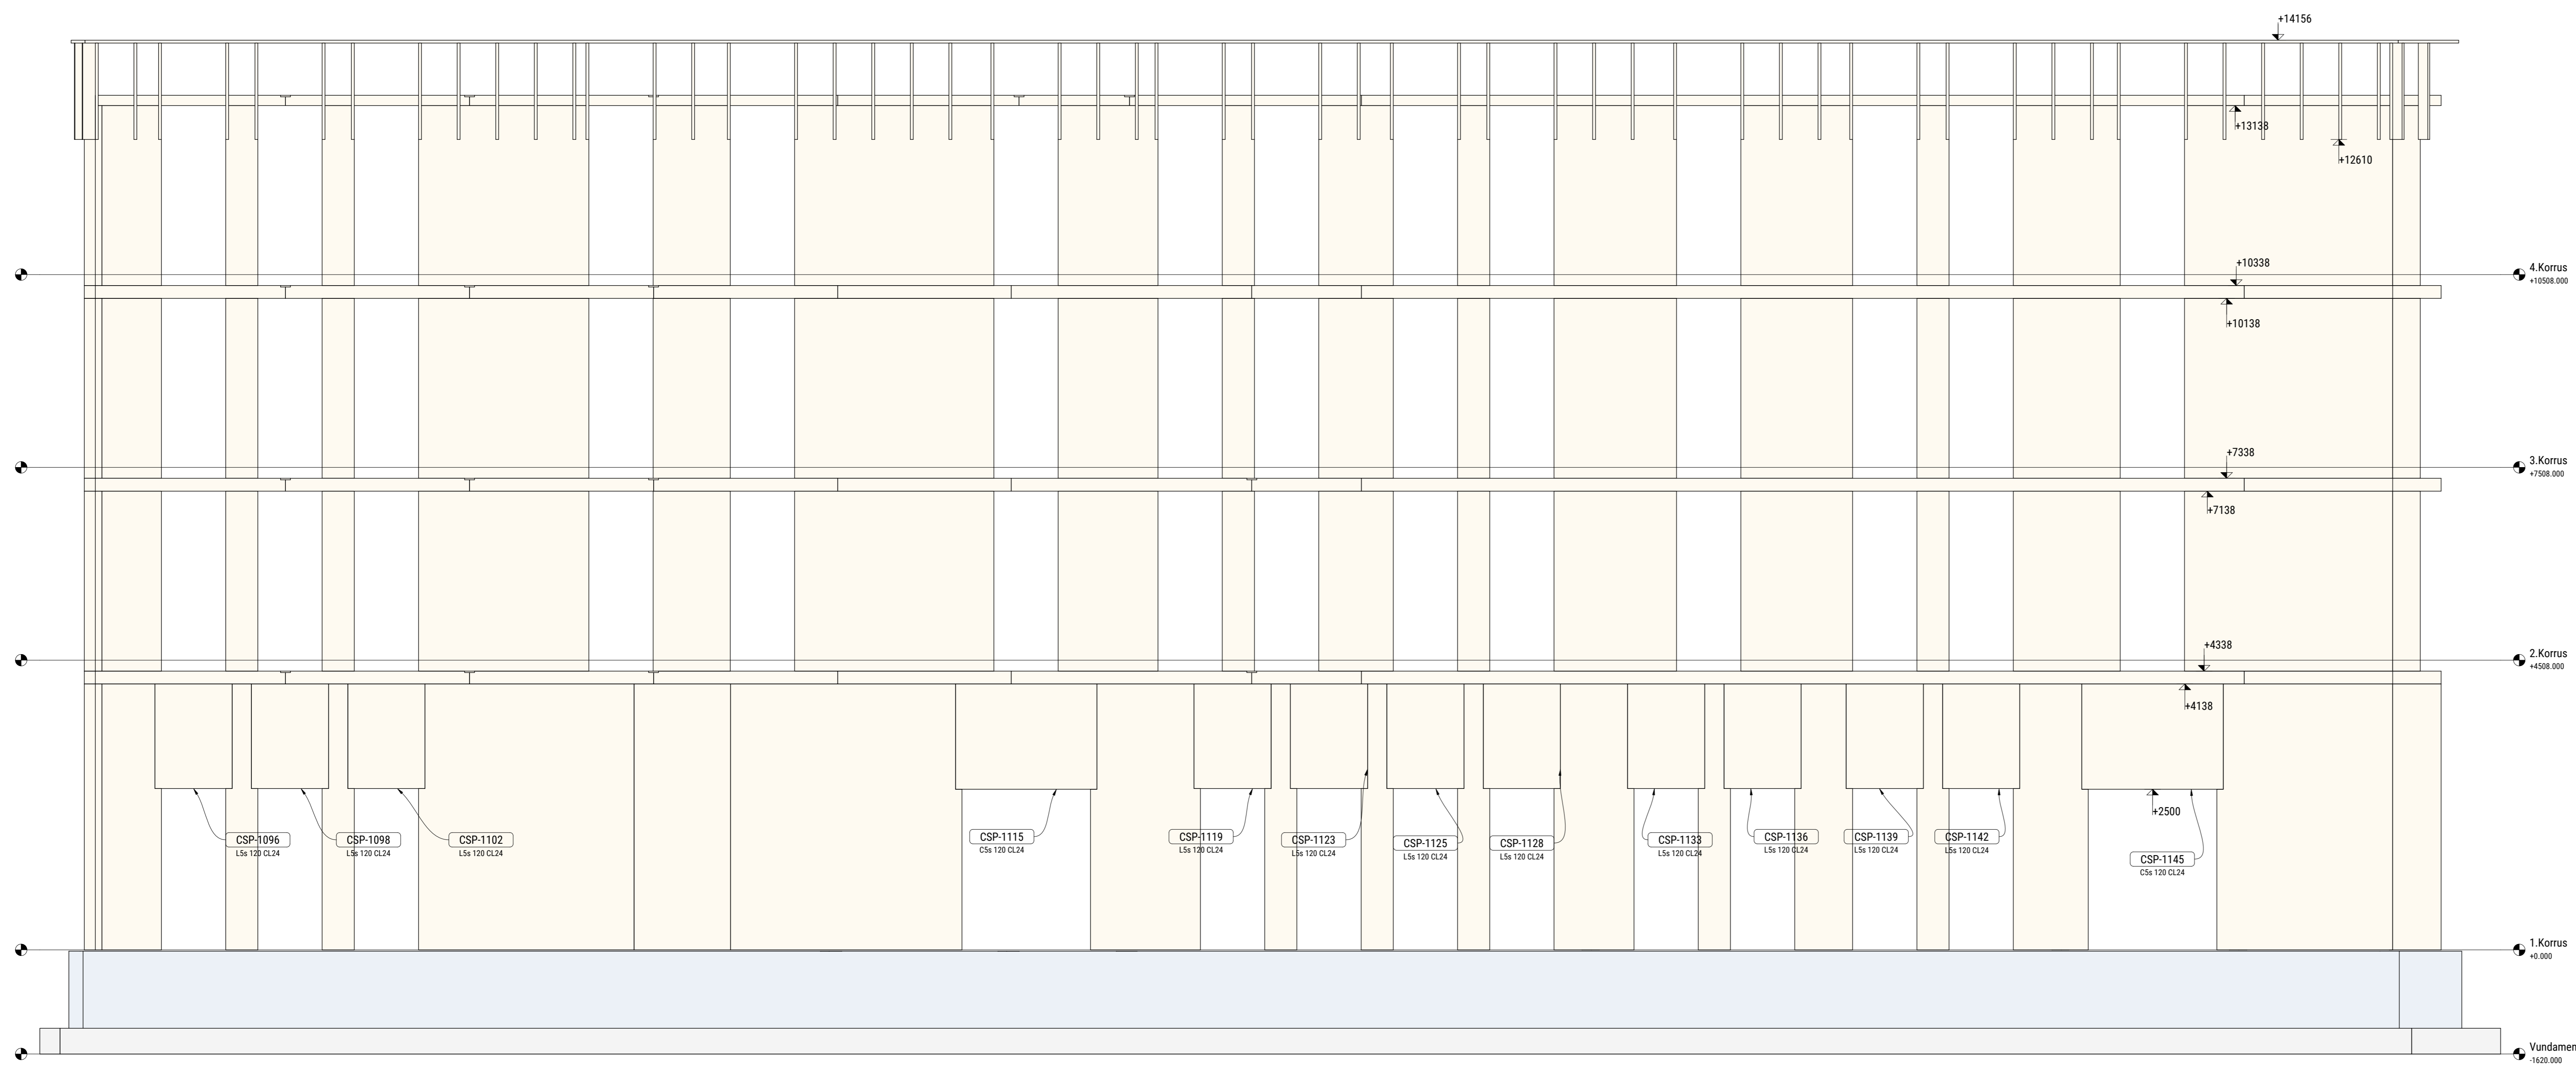 +14156
+13138
+12610
+10338
4.Korrus
+10508.000
+10138
+7338
3.Korrus
+7508.000
+7138
+4338
2.Korrus
+4508.000
+4138
+2500
CSP-1096
L5s 120 CL24
CSP-1098
L5s 120 CL24
CSP-1102
L5s 120 CL24
CSP-1115
C5s 120 CL24
CSP-1119
L5s 120 CL24
CSP-1123
L5s 120 CL24
CSP-1125
L5s 120 CL24
CSP-1128
L5s 120 CL24
CSP-1133
L5s 120 CL24
CSP-1136
L5s 120 CL24
CSP-1139
L5s 120 CL24
CSP-1142
L5s 120 CL24
CSP-1145
C5s 120 CL24
1.Korrus
+0.000
Vundamen
-1620.000